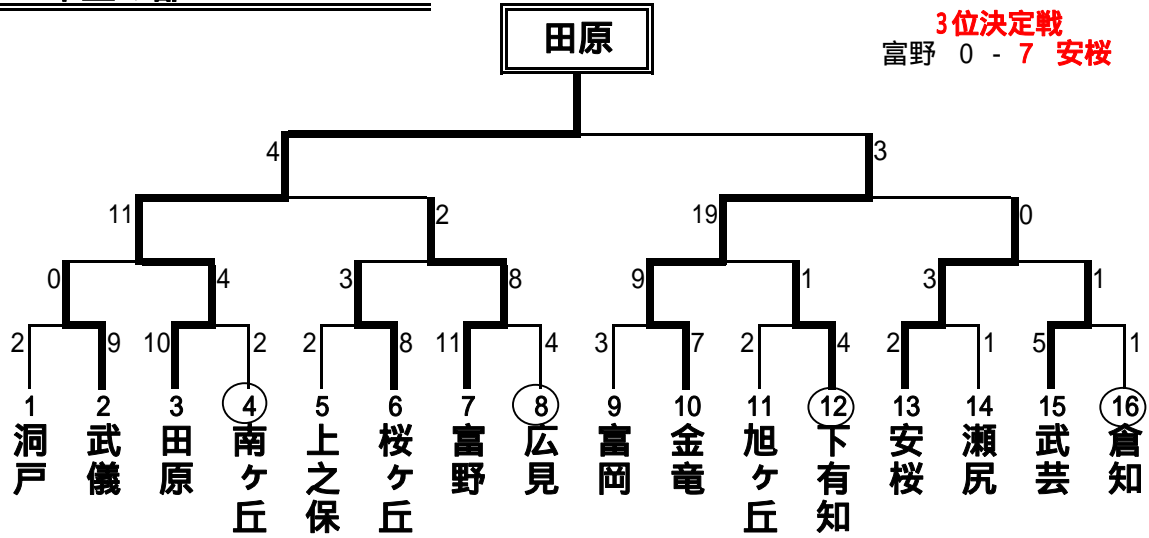 田原
3位決定戦
富野 0 - 7 安桜
4 3
11 2 19 0
0 4 3 8 9 1 3 1
2 9 10 2 2 8 11 4 3 7 2 4 2 1 5 1
1 2 3 4 5 6 7 8 9 10 11 12 13 14 15 16
洞戸
武儀
田原
南ヶ丘
上之保
桜ヶ丘
富野
広見
富岡
金竜
旭ヶ丘
下有知
安桜
瀬尻
武芸
倉知